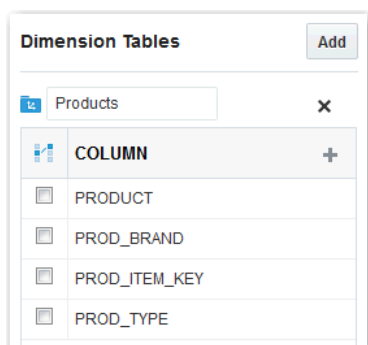 Dimension Tables Add
Products
COLUMN
PRODUCT
PROD_BRAND
PROD_ITEM_KEY
PROD_TYPE